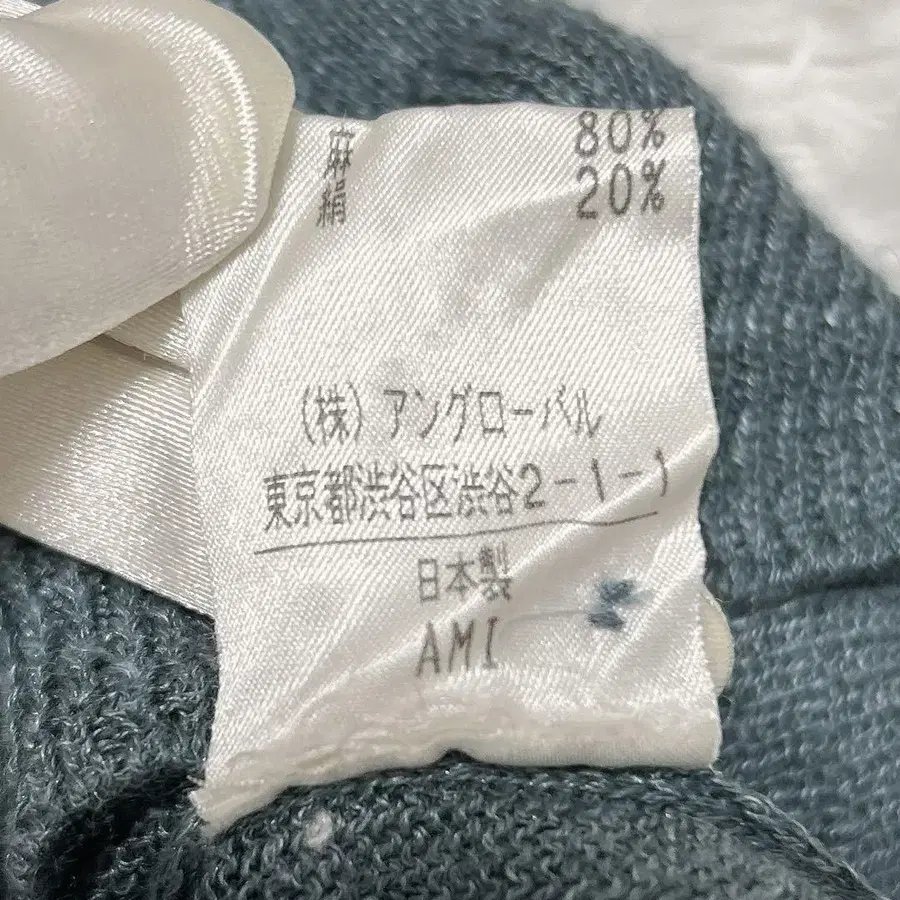 麻 80%
絹 20%
(株)アングローバル
東京都渋谷区渋谷2-1-1
日本製
AMI